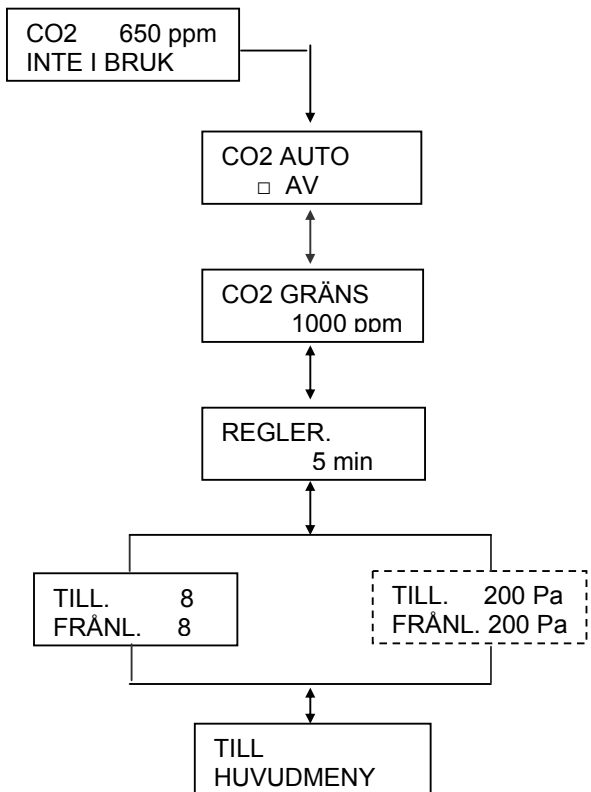 CO2 650 ppm
INTE I BRUK
CO2 AUTO
□ AV
CO2 GRÄNS
1000 ppm
REGLER.
5 min
TILL. 8
FRÅNL. 8
TILL. 200 Pa
FRÅNL. 200 Pa
TILL
HUVUDMENY